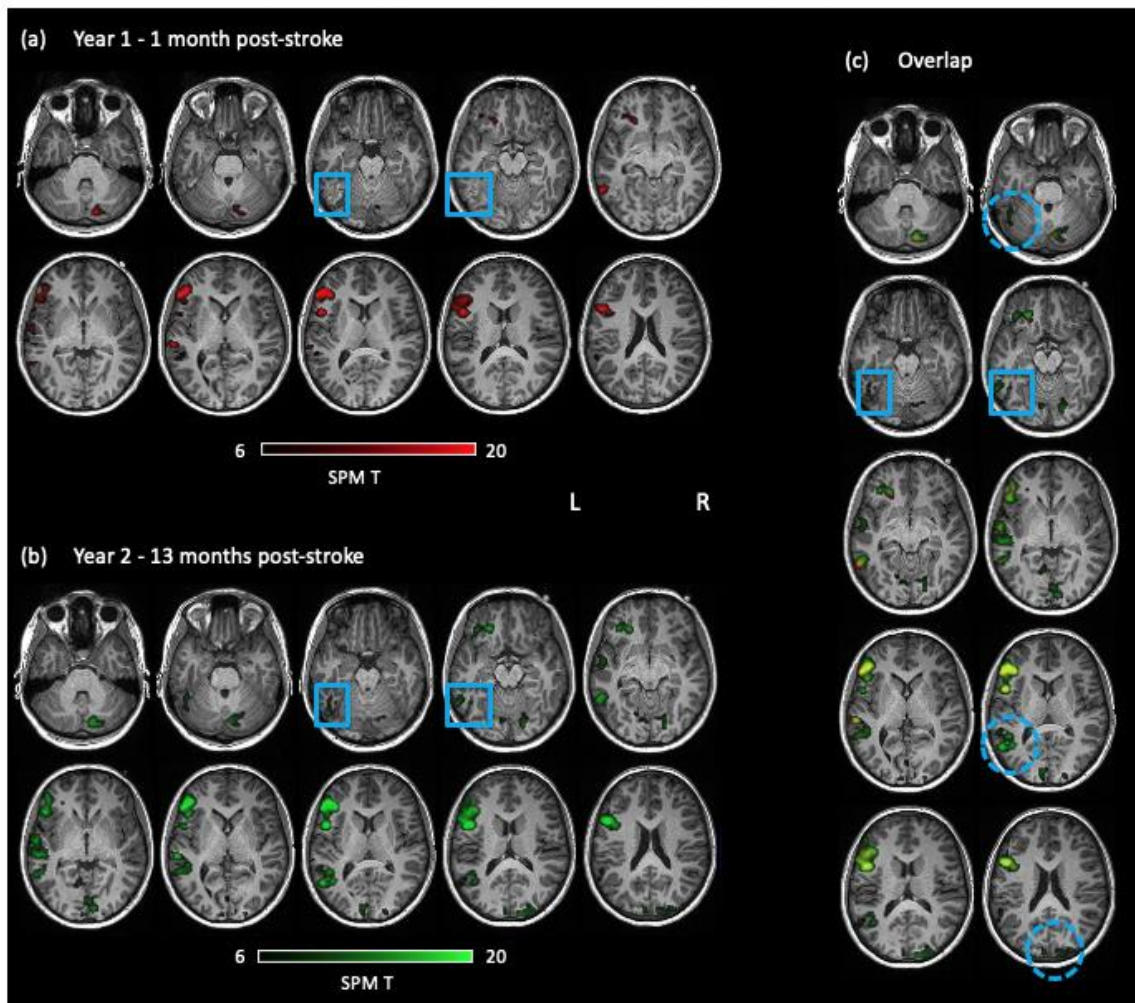 (a) Year 1 - 1 month post-stroke
6 20
SPM T
L R
(b) Year 2 - 13 months post-stroke
6 20
SPM T
(c) Overlap